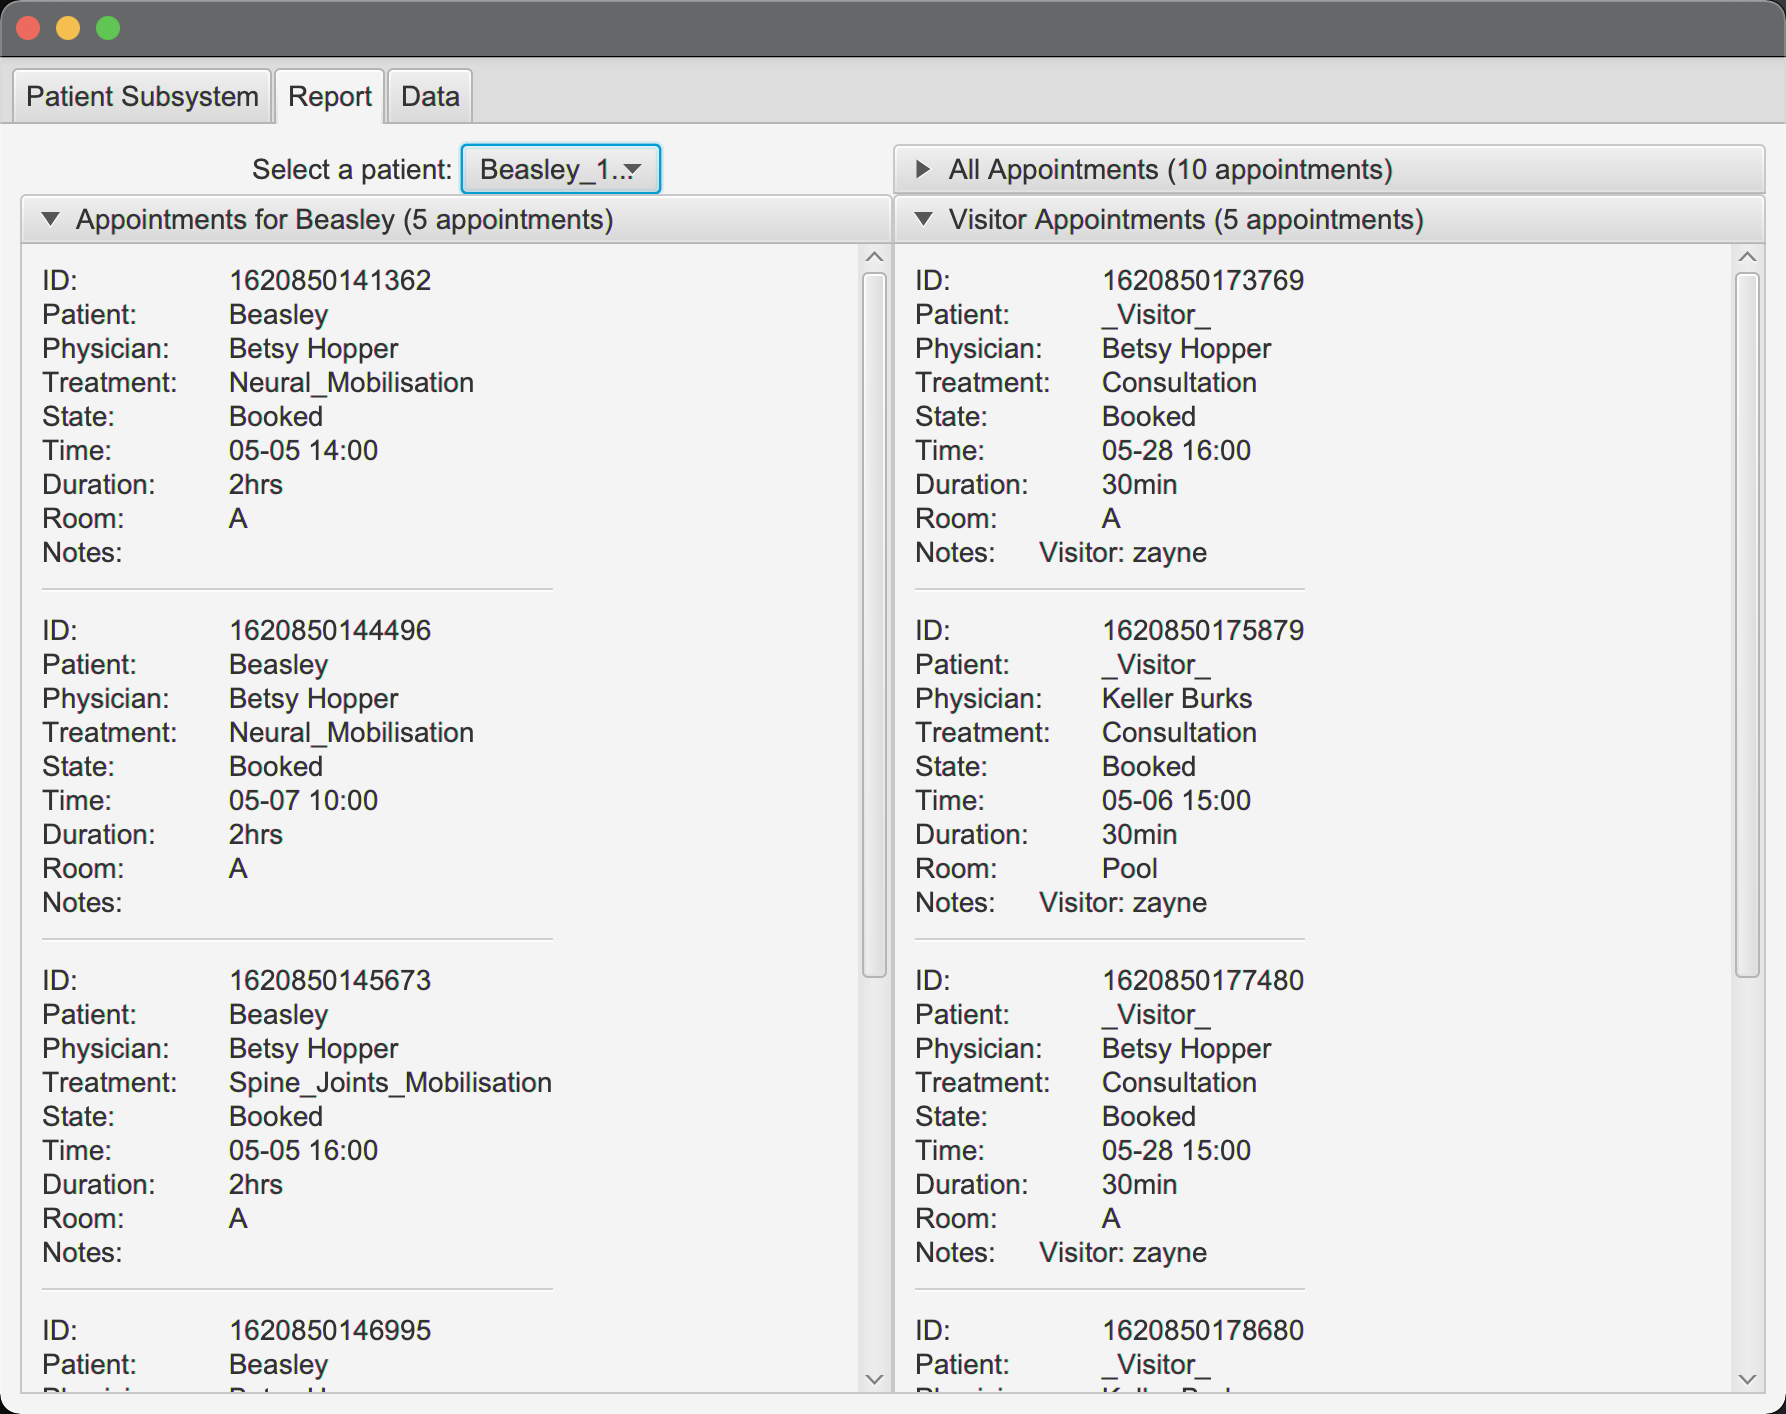 Patient Subsystem Report Data
Select a patient: Beasley_1...
Appointments for Beasley (5 appointments)
ID: 1620850141362
Patient: Beasley
Physician: Betsy Hopper
Treatment: Neural_Mobilisation
State: Booked
Time: 05-05 14:00
Duration: 2hrs
Room: A
Notes:
ID: 1620850144496
Patient: Beasley
Physician: Betsy Hopper
Treatment: Neural_Mobilisation
State: Booked
Time: 05-07 10:00
Duration: 2hrs
Room: A
Notes:
ID: 1620850145673
Patient: Beasley
Physician: Betsy Hopper
Treatment: Spine_Joints_Mobilisation
State: Booked
Time: 05-05 16:00
Duration: 2hrs
Room: A
Notes:
ID: 1620850146995
Patient: Beasley
All Appointments (10 appointments)
Visitor Appointments (5 appointments)
ID: 1620850173769
Patient: _Visitor_
Physician: Betsy Hopper
Treatment: Consultation
State: Booked
Time: 05-28 16:00
Duration: 30min
Room: A
Notes: Visitor: zayne
ID: 1620850175879
Patient: _Visitor_
Physician: Keller Burks
Treatment: Consultation
State: Booked
Time: 05-06 15:00
Duration: 30min
Room: Pool
Notes: Visitor: zayne
ID: 1620850177480
Patient: _Visitor_
Physician: Betsy Hopper
Treatment: Consultation
State: Booked
Time: 05-28 15:00
Duration: 30min
Room: A
Notes: Visitor: zayne
ID: 1620850178680
Patient: _Visitor_